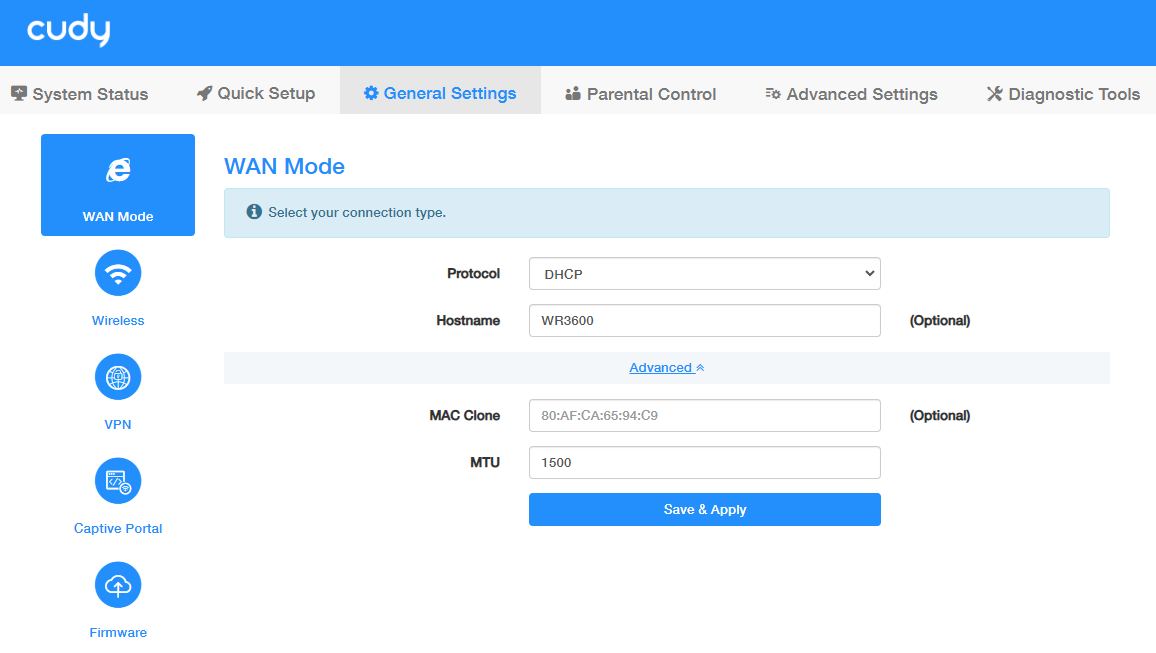 cudy
System Status
Quick Setup
General Settings
Parental Control
Advanced Settings
Diagnostic Tools
WAN Mode
Wireless
VPN
Captive Portal
Firmware
WAN Mode
Select your connection type.
Protocol DHCP
Hostname WR3600 (Optional)
Advanced
MAC Clone 80:AF:CA:65:94:C9 (Optional)
MTU 1500
Save & Apply